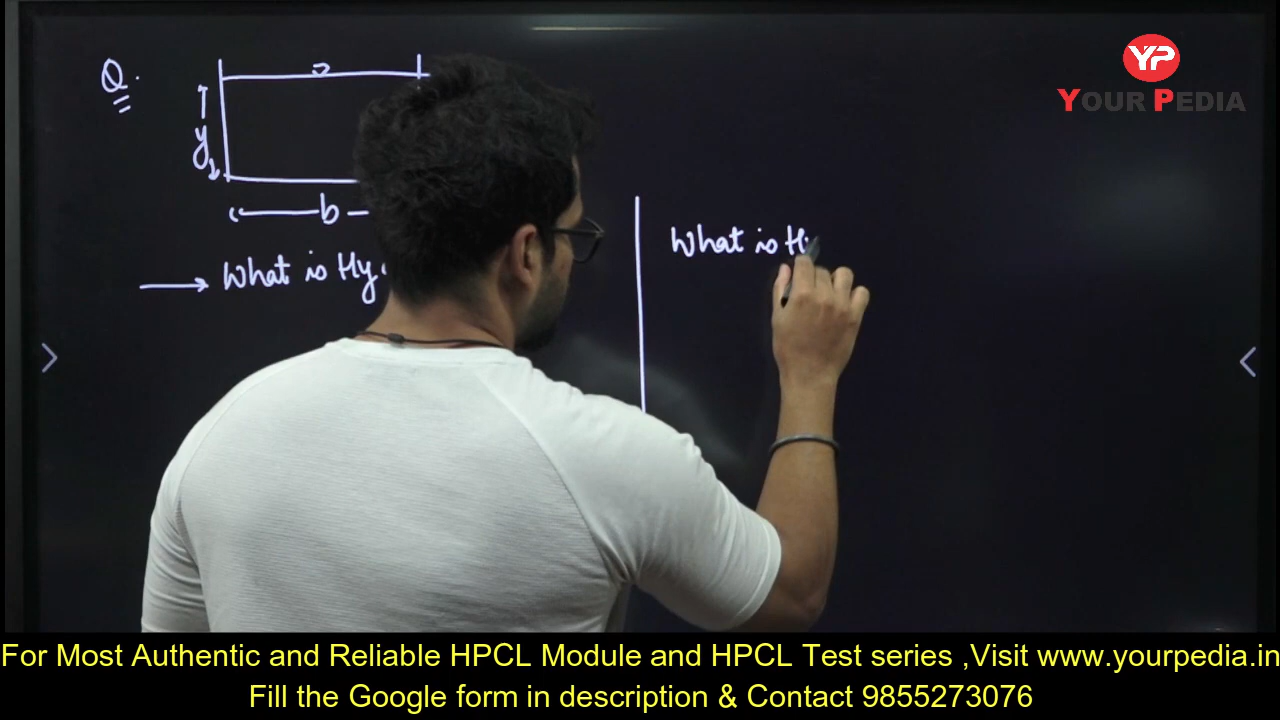 Q.
y
b
What is Hy
What is H
YP
YOUR PEDIA
For Most Authentic and Reliable HPCL Module and HPCL Test series ,Visit www.yourpedia.in
Fill the Google form in description & Contact 9855273076